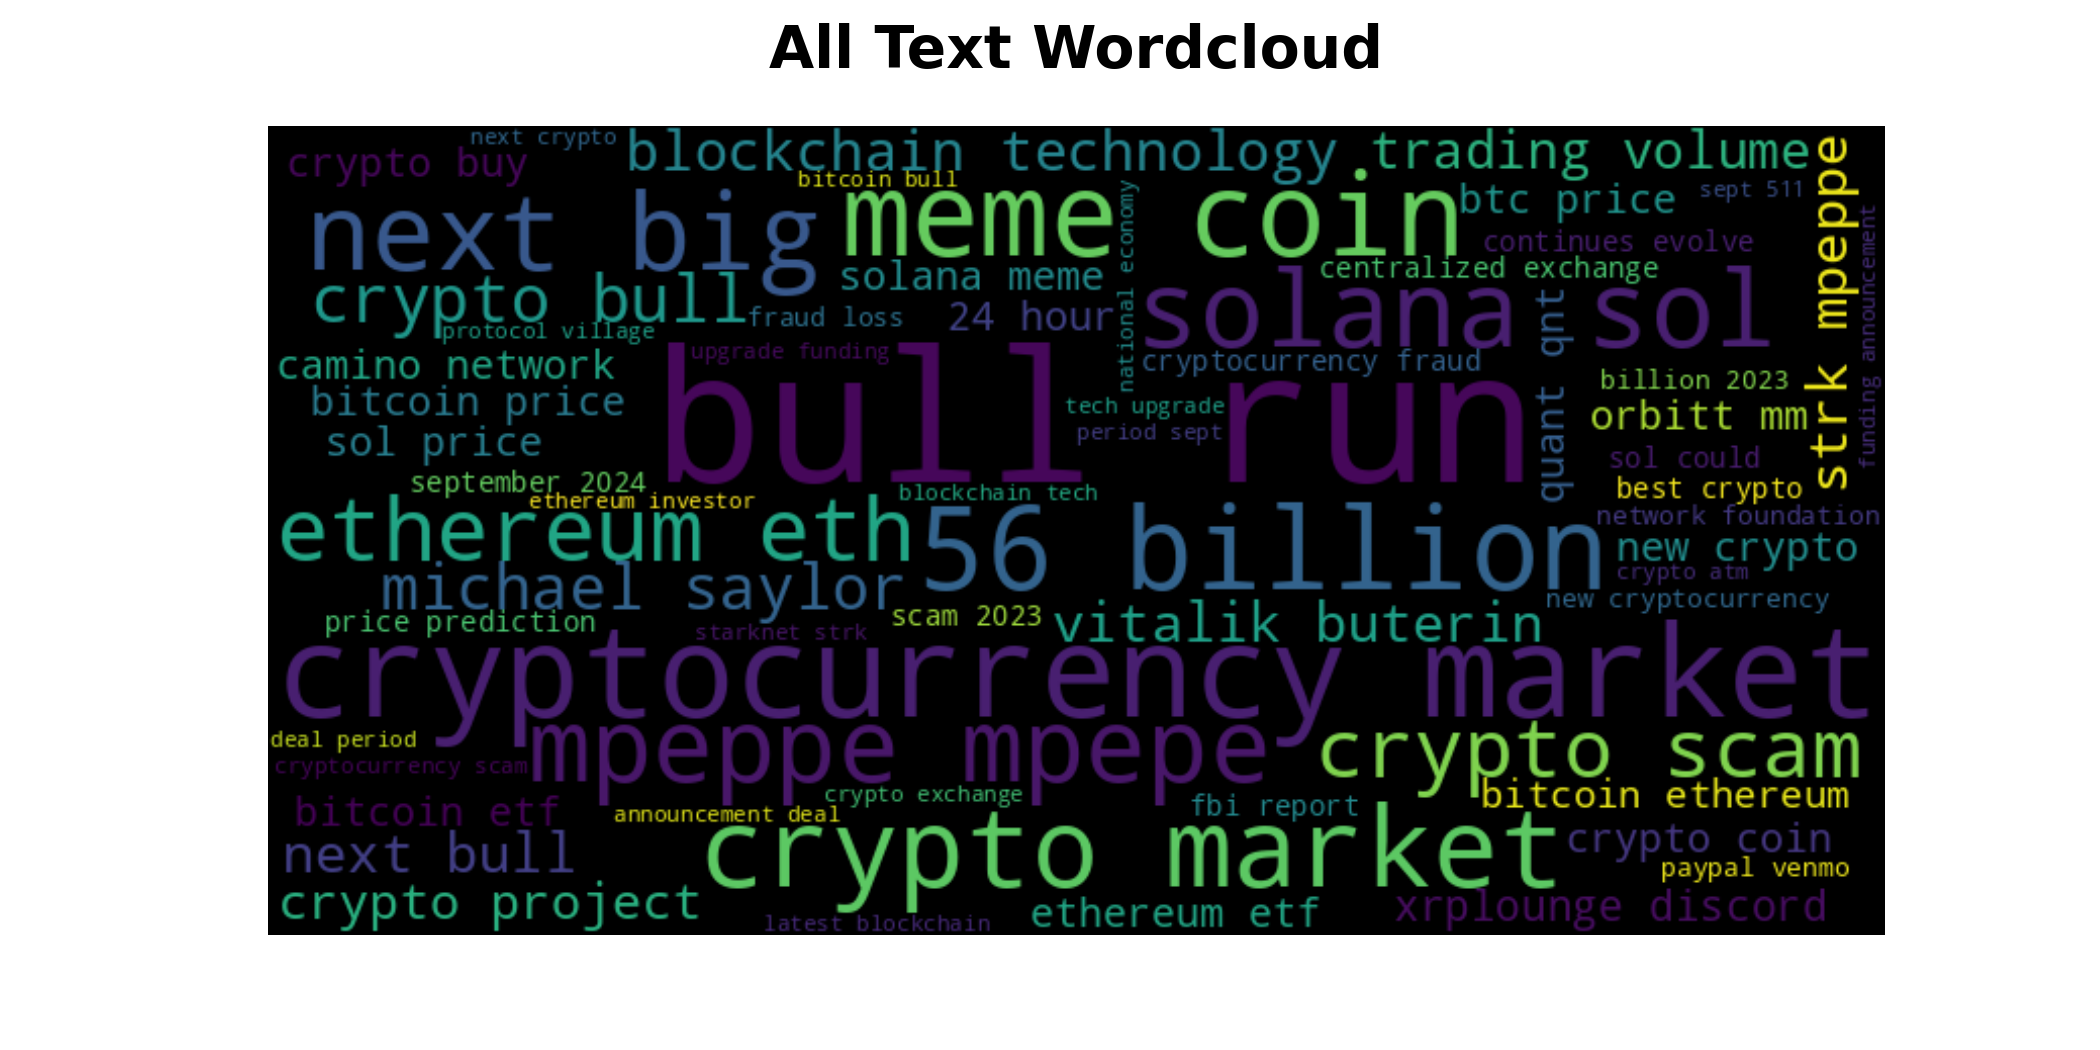 All Text Wordcloud
next crypto
blockchain technology
trading volume
crypto buy
bitcoin bull
meme coin
btc price
sept 511
strk mpeppe
next big
national economy
continues evolve
funding announcement
solana meme
centralized exchange
crypto bull
fraud loss
24 hour
solana sol
quant qnt
protocol village
upgrade funding
camino network
cryptocurrency fraud
billion 2023
bitcoin price
bull run
tech upgrade
orbitt mm
period sept
sol price
sol could
september 2024
best crypto
ethereum investor
blockchain tech
network foundation
ethereum eth
56 billion
new crypto
crypto atm
michael saylor
new cryptocurrency
price prediction
scam 2023
vitalik buterin
starknet strk
cryptocurrency market
deal period
mpeppe mpepe
crypto scam
cryptocurrency scam
crypto exchange
bitcoin ethereum
bitcoin etf
announcement deal
fbi report
next bull
crypto market
crypto coin
paypal venmo
crypto project
latest blockchain
ethereum etf
xrplounge discord